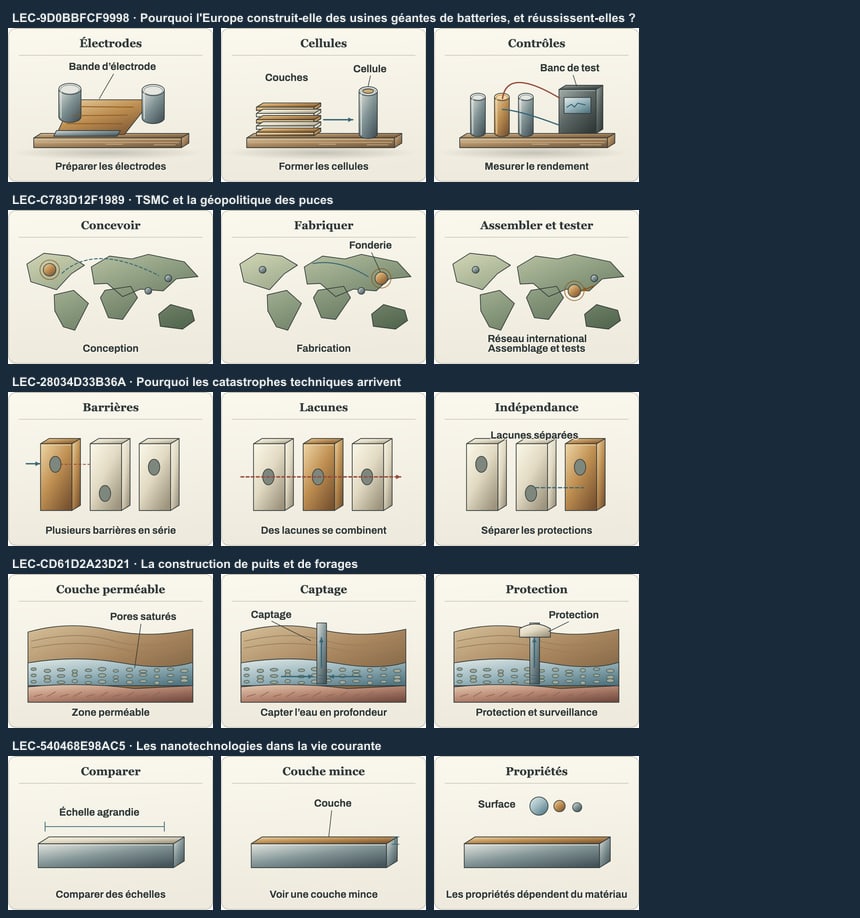 LEC-9D0BBFCF9998 · Pourquoi l'Europe construit-elle des usines géantes de batteries, et réussissent-elles ?
Électrodes
Bande d'électrode
Préparer les électrodes
Cellules
Couches
Cellule
Former les cellules
Contrôles
Banc de test
Mesurer le rendement
LEC-C783D12F1989 · TSMC et la géopolitique des puces
Concevoir
Conception
Fabriquer
Fonderie
Fabrication
Assembler et tester
Réseau international
Assemblage et tests
LEC-28034D33B36A · Pourquoi les catastrophes techniques arrivent
Barrières
Plusieurs barrières en série
Lacunes
Des lacunes se combinent
Indépendance
Lacunes séparées
Séparer les protections
LEC-CD61D2A23D21 · La construction de puits et de forages
Couche perméable
Pores saturés
Zone perméable
Captage
Captage
Capter l'eau en profondeur
Protection
Protection
Protection et surveillance
LEC-540468E98AC5 · Les nanotechnologies dans la vie courante
Comparer
Échelle agrandie
Comparer des échelles
Couche mince
Couche
Voir une couche mince
Propriétés
Surface
Les propriétés dépendent du matériau